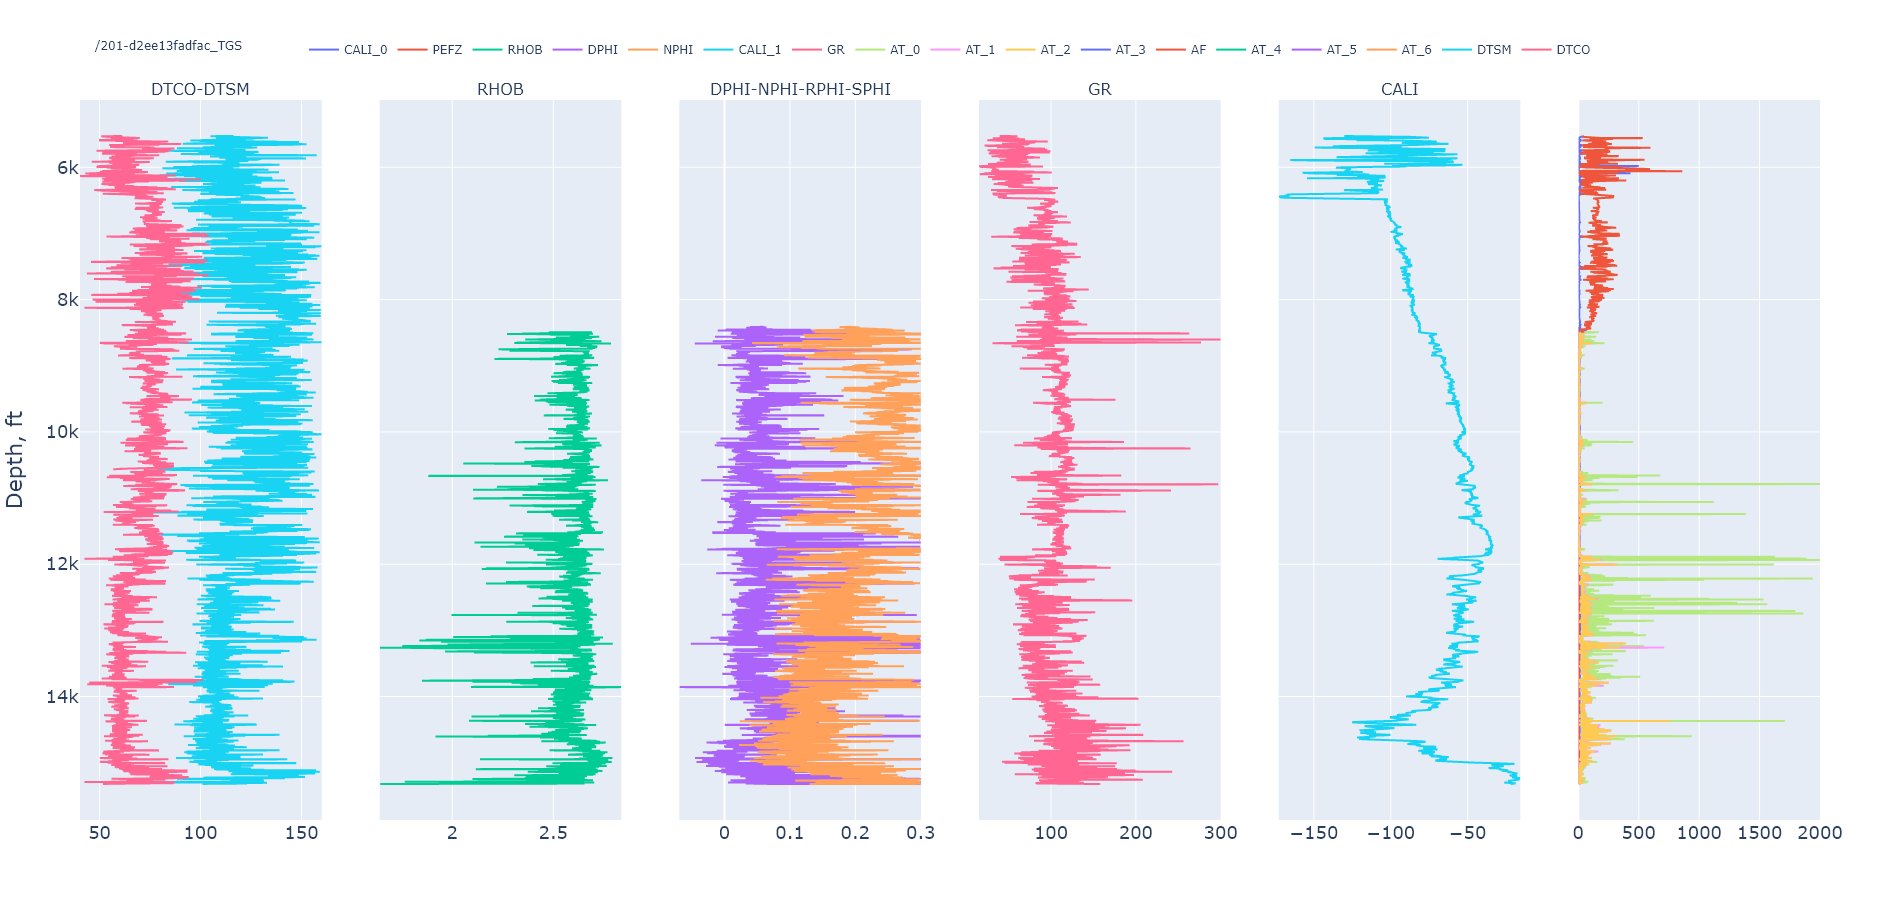 /201-d2ee13fadfac_TGS
CALI_0 PEFZ RHOB DPHI NPHI CALI_1 GR AT_0 AT_1 AT_2 AT_3 AF AT_4 AT_5 AT_6 DTSM DTCO
DTCO-DTSM RHOB DPHI-NPHI-RPHI-SPHI GR CALI
Depth, ft
6k
8k
10k
12k
14k
50 100 150 2 2.5 0 0.1 0.2 0.3 100 200 300 −150 −100 −50 0 500 1000 1500 2000